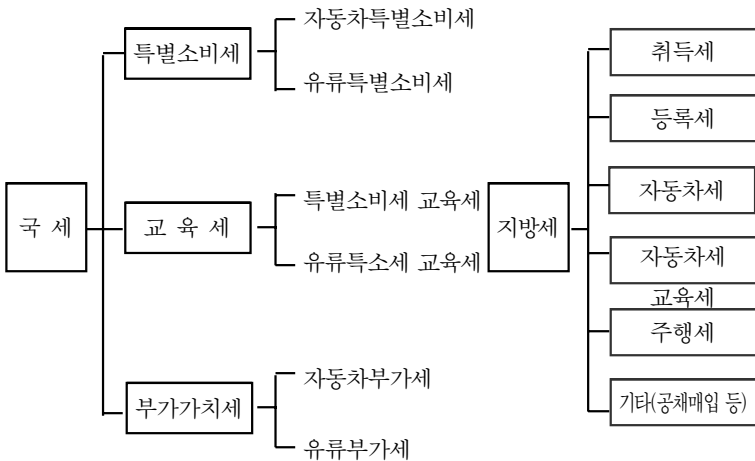 국 세
특별소비세
자동차특별소비세
유류특별소비세
교 육 세
특별소비세 교육세
유류특소세 교육세
부가가치세
자동차부가세
유류부가세
지방세
취득세
등록세
자동차세
자동차세
교육세
주행세
기타(공채매입 등)